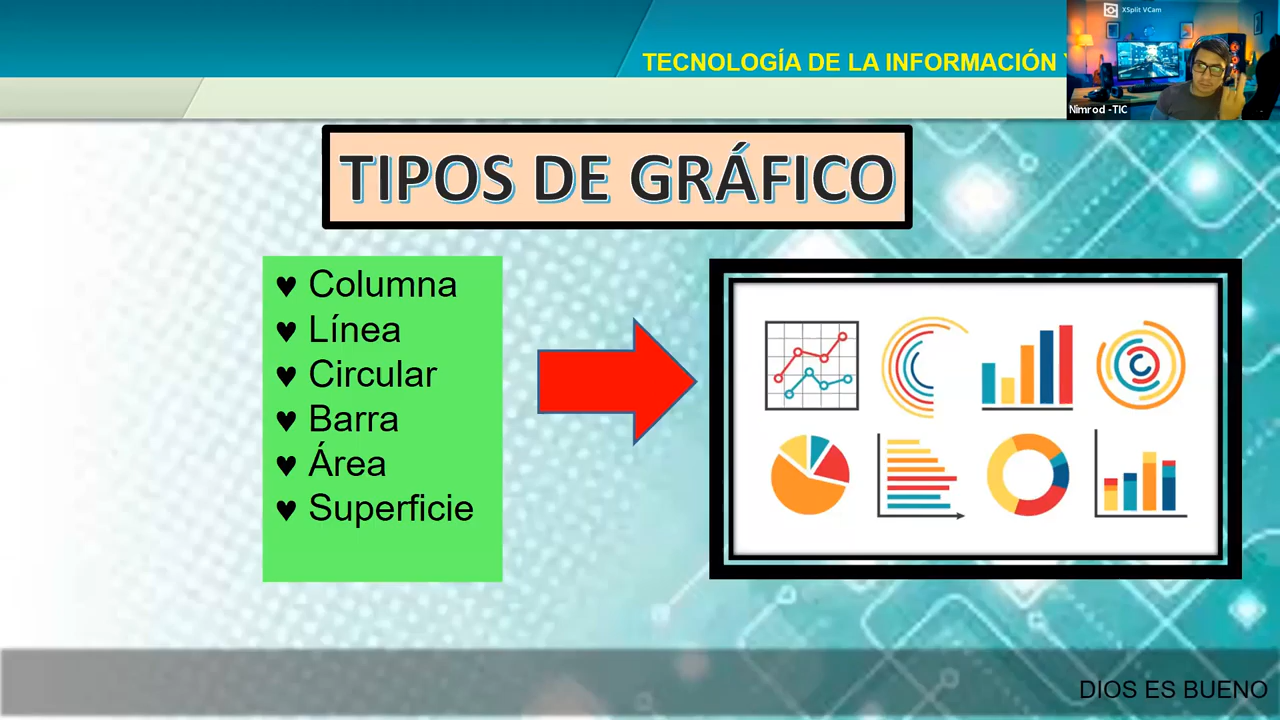 XSplit VCam
TECNOLOGÍA DE LA INFORMACIÓN
Nimrod -TIC
TIPOS DE GRÁFICO
♥ Columna
♥ Línea
♥ Circular
♥ Barra
♥ Área
♥ Superficie
DIOS ES BUENO